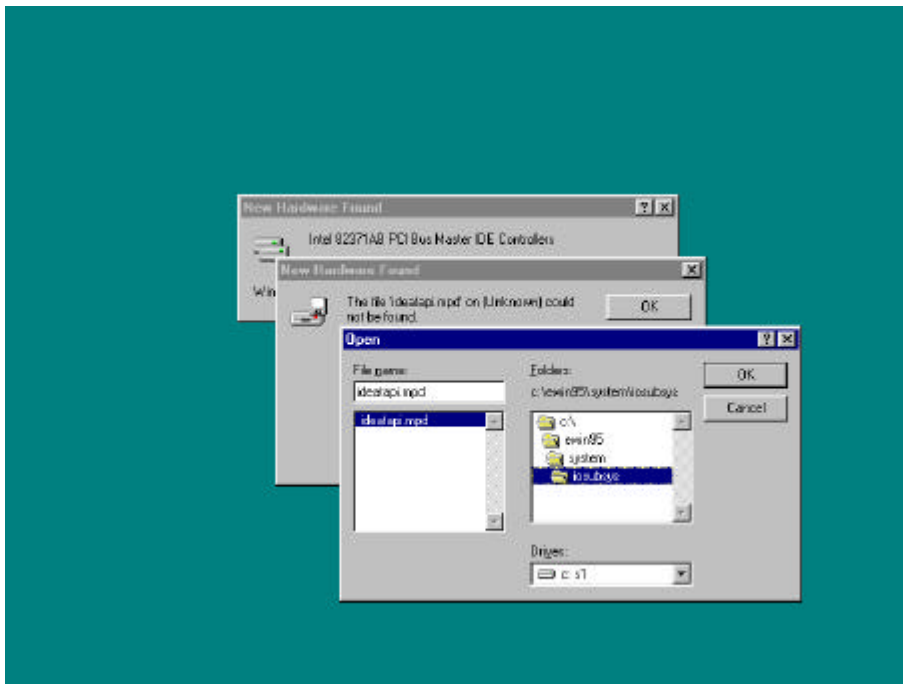 New Hardware Found
Intel 82371AB PCI Bus Master IDE Controllers
Win
New Hardware Found
The file 'ideatapi.mpd' on (Unknown) could
not be found.
OK
Open
File name:
ideatapi.mpd
ideatapi.mpd
Folders:
c:\ewin95\system\iosubsys
c:\
ewin95
system
iosubsys
Drives:
c: s1
OK
Cancel